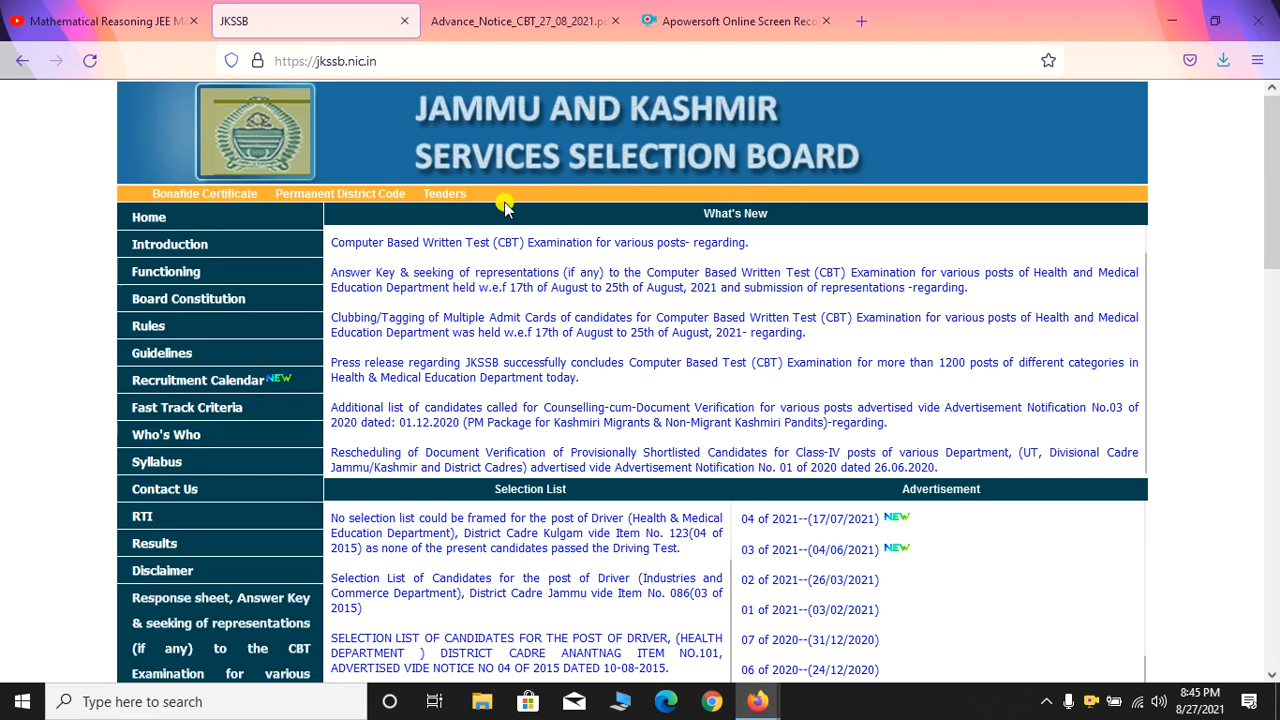 Mathematical Reasoning JEE M
JKSSB
Advance_Notice_CBT_27_08_2021.pd
Apowersoft Online Screen Reco
https://jkssb.nic.in
JAMMU AND KASHMIR
SERVICES SELECTION BOARD
Bonafide Certificate Permanent District Code Tenders
Home
Introduction
Functioning
Board Constitution
Rules
Guidelines
Recruitment Calendar NEW
Fast Track Criteria
Who's Who
Syllabus
Contact Us
RTI
Results
Disclaimer
Response sheet, Answer Key
& seeking of representations
(if any) to the CBT
Examination for various
What's New
Computer Based Written Test (CBT) Examination for various posts- regarding.
Answer Key & seeking of representations (if any) to the Computer Based Written Test (CBT) Examination for various posts of Health and Medical
Education Department held w.e.f 17th of August to 25th of August, 2021 and submission of representations -regarding.
Clubbing/Tagging of Multiple Admit Cards of candidates for Computer Based Written Test (CBT) Examination for various posts of Health and Medical
Education Department was held w.e.f 17th of August to 25th of August, 2021- regarding.
Press release regarding JKSSB successfully concludes Computer Based Test (CBT) Examination for more than 1200 posts of different categories in
Health & Medical Education Department today.
Additional list of candidates called for Counselling-cum-Document Verification for various posts advertised vide Advertisement Notification No.03 of
2020 dated: 01.12.2020 (PM Package for Kashmiri Migrants & Non-Migrant Kashmiri Pandits)-regarding.
Rescheduling of Document Verification of Provisionally Shortlisted Candidates for Class-IV posts of various Department, (UT, Divisional Cadre
Jammu/Kashmir and District Cadres) advertised vide Advertisement Notification No. 01 of 2020 dated 26.06.2020.
Selection List
No selection list could be framed for the post of Driver (Health & Medical
Education Department), District Cadre Kulgam vide Item No. 123(04 of
2015) as none of the present candidates passed the Driving Test.
Selection List of Candidates for the post of Driver (Industries and
Commerce Department), District Cadre Jammu vide Item No. 086(03 of
2015)
SELECTION LIST OF CANDIDATES FOR THE POST OF DRIVER, (HEALTH
DEPARTMENT ) DISTRICT CADRE ANANTNAG ITEM NO.101,
ADVERTISED VIDE NOTICE NO 04 OF 2015 DATED 10-08-2015.
Advertisement
04 of 2021--(17/07/2021) NEW
03 of 2021--(04/06/2021) NEW
02 of 2021--(26/03/2021)
01 of 2021--(03/02/2021)
07 of 2020--(31/12/2020)
06 of 2020--(24/12/2020)
Type here to search
8:45 PM
8/27/2021